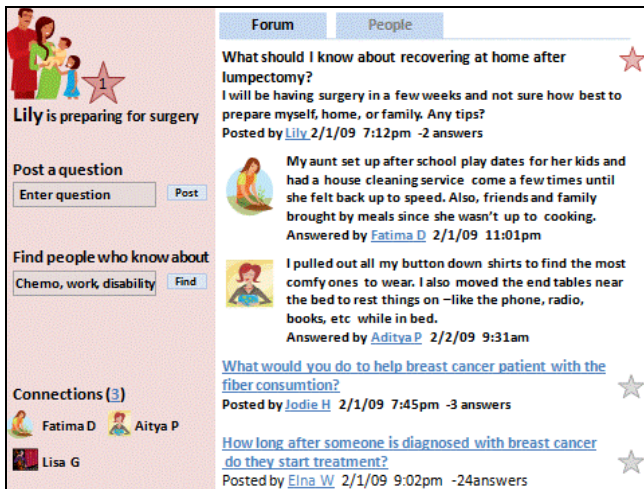 1
Lily is preparing for surgery
Post a question
Enter question
Post
Find people who know about
Chemo, work, disability
Find
Connections (3)
Fatima D
Aitya P
Lisa G
Forum
People
What should I know about recovering at home after
lumpectomy?
I will be having surgery in a few weeks and not sure how best to
prepare myself, home, or family. Any tips?
Posted by Lily 2/1/09 7:12pm -2 answers
My aunt set up after school play dates for her kids and
had a house cleaning service come a few times until
she felt back up to speed. Also, friends and family
brought by meals since she wasn't up to cooking.
Answered by Fatima D 2/1/09 11:01pm
I pulled out all my button down shirts to find the most
comfy ones to wear. I also moved the end tables near
the bed to rest things on –like the phone, radio,
books, etc while in bed.
Answered by Aditya P 2/2/09 9:31am
What would you do to help breast cancer patient with the
fiber consumtion?
Posted by Jodie H 2/1/09 7:45pm -3 answers
How long after someone is diagnosed with breast cancer
do they start treatment?
Posted by Elna W 2/1/09 9:02pm -24answers